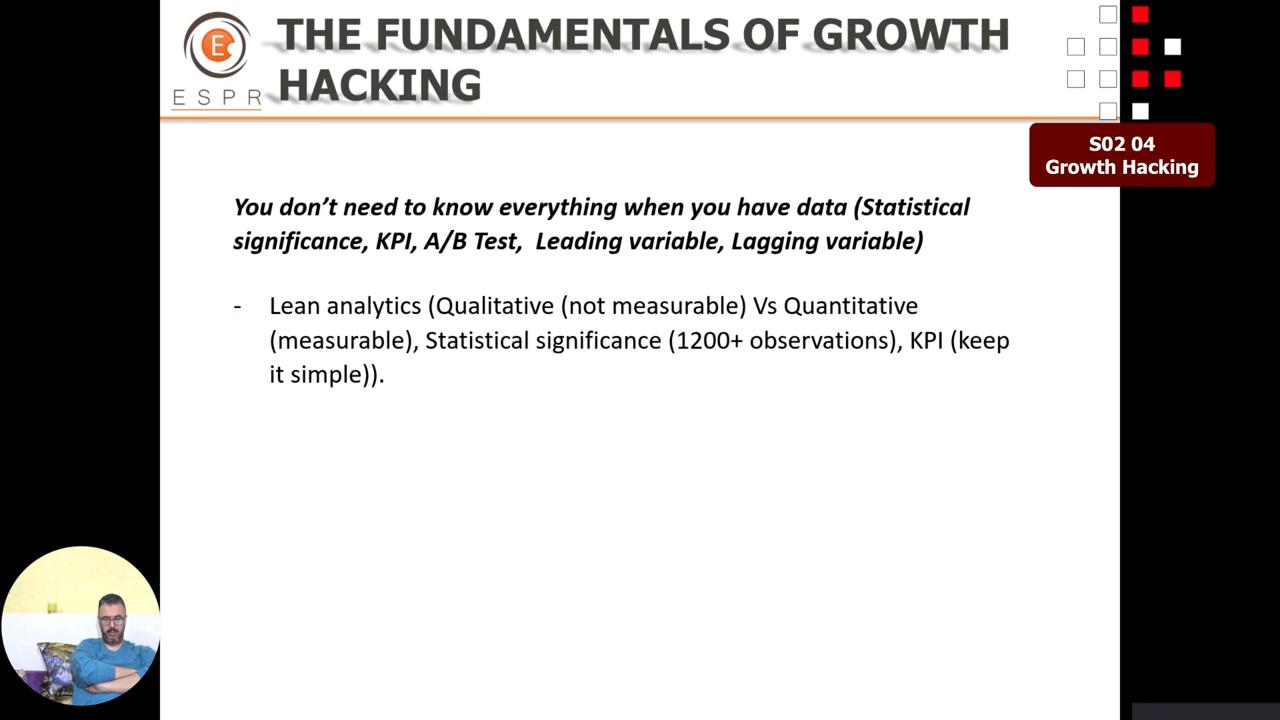 THE FUNDAMENTALS OF GROWTH
HACKING
E
E S P R
S02 04
Growth Hacking
You don’t need to know everything when you have data (Statistical
significance, KPI, A/B Test,  Leading variable, Lagging variable)
- Lean analytics (Qualitative (not measurable) Vs Quantitative
(measurable), Statistical significance (1200+ observations), KPI (keep
it simple)).